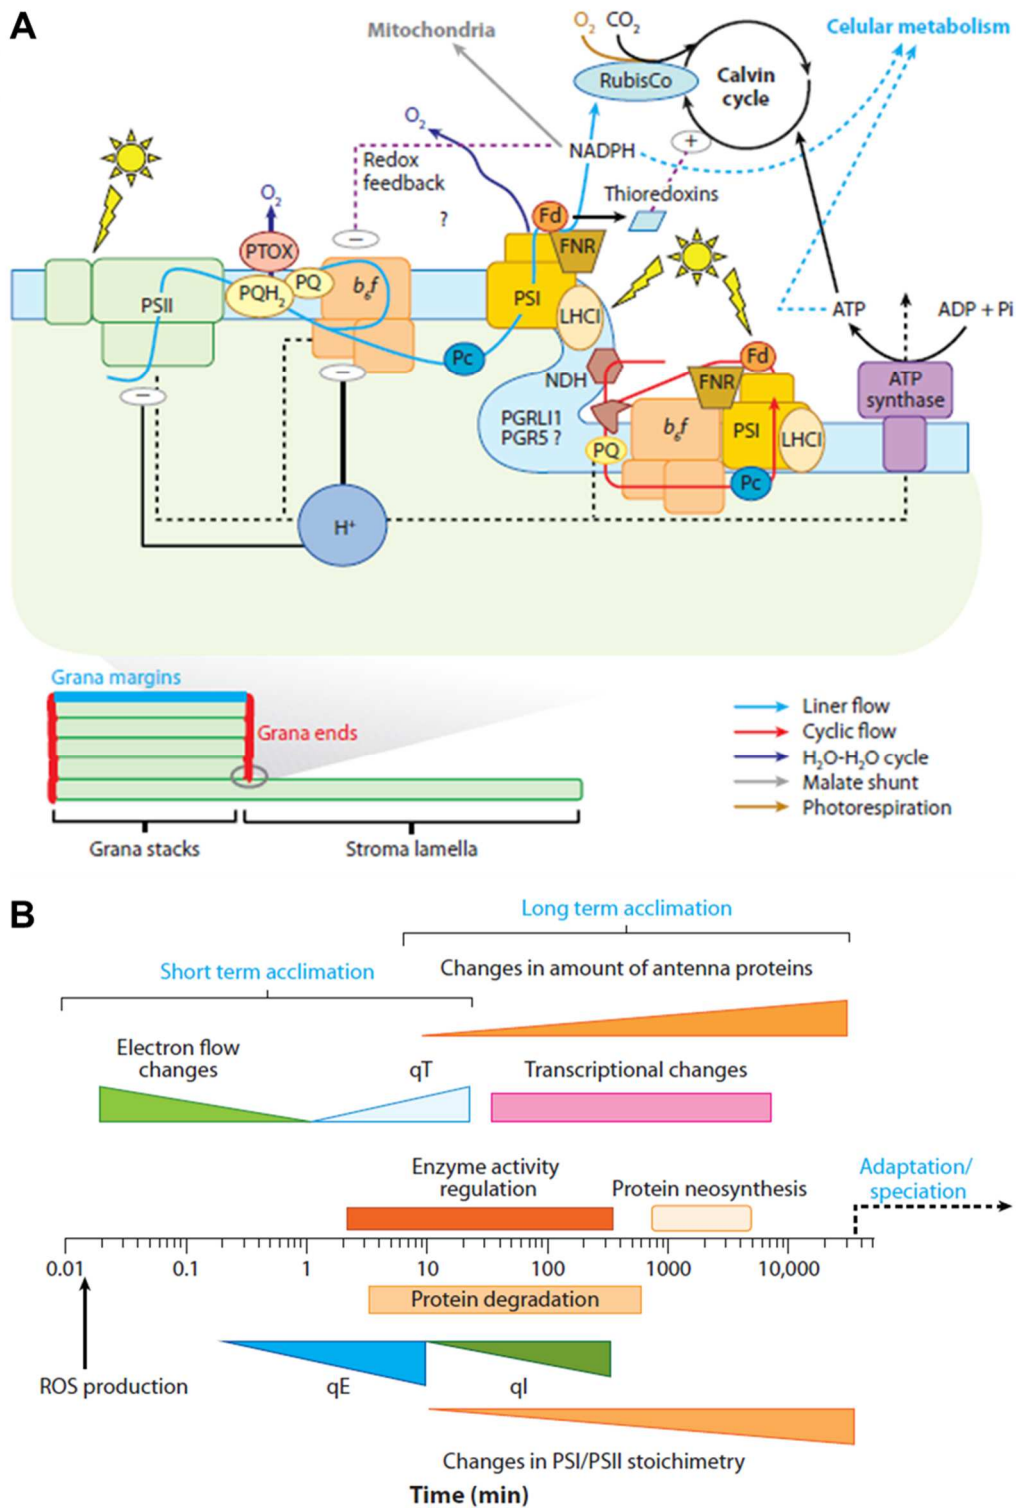 A
Mitochondria
O2 CO2
Celular metabolism
RubisCo
Calvin
cycle
O2
Redox
feedback
NADPH
+
?
Thioredoxins
O2
PTOX
−
Fd
FNR
PSII
PQH2
PQ
b6f
PSI
LHCI
Pc
−
−
ATP
ADP + Pi
NDH
Fd
FNR
ATP
synthase
PGRLI1
PGR5 ?
PQ
b6f
PSI
LHCI
Pc
H+
Grana margins
Grana ends
Grana stacks
Stroma lamella
Liner flow
Cyclic flow
H2O-H2O cycle
Malate shunt
Photorespiration
B
Long term acclimation
Short term acclimation
Changes in amount of antenna proteins
Electron flow
changes
qT
Transcriptional changes
Enzyme activity
regulation
Protein neosynthesis
Adaptation/
speciation
0.01 0.1 1 10 100 1000 10,000
Protein degradation
ROS production
qE
qI
Changes in PSI/PSII stoichimetry
Time (min)